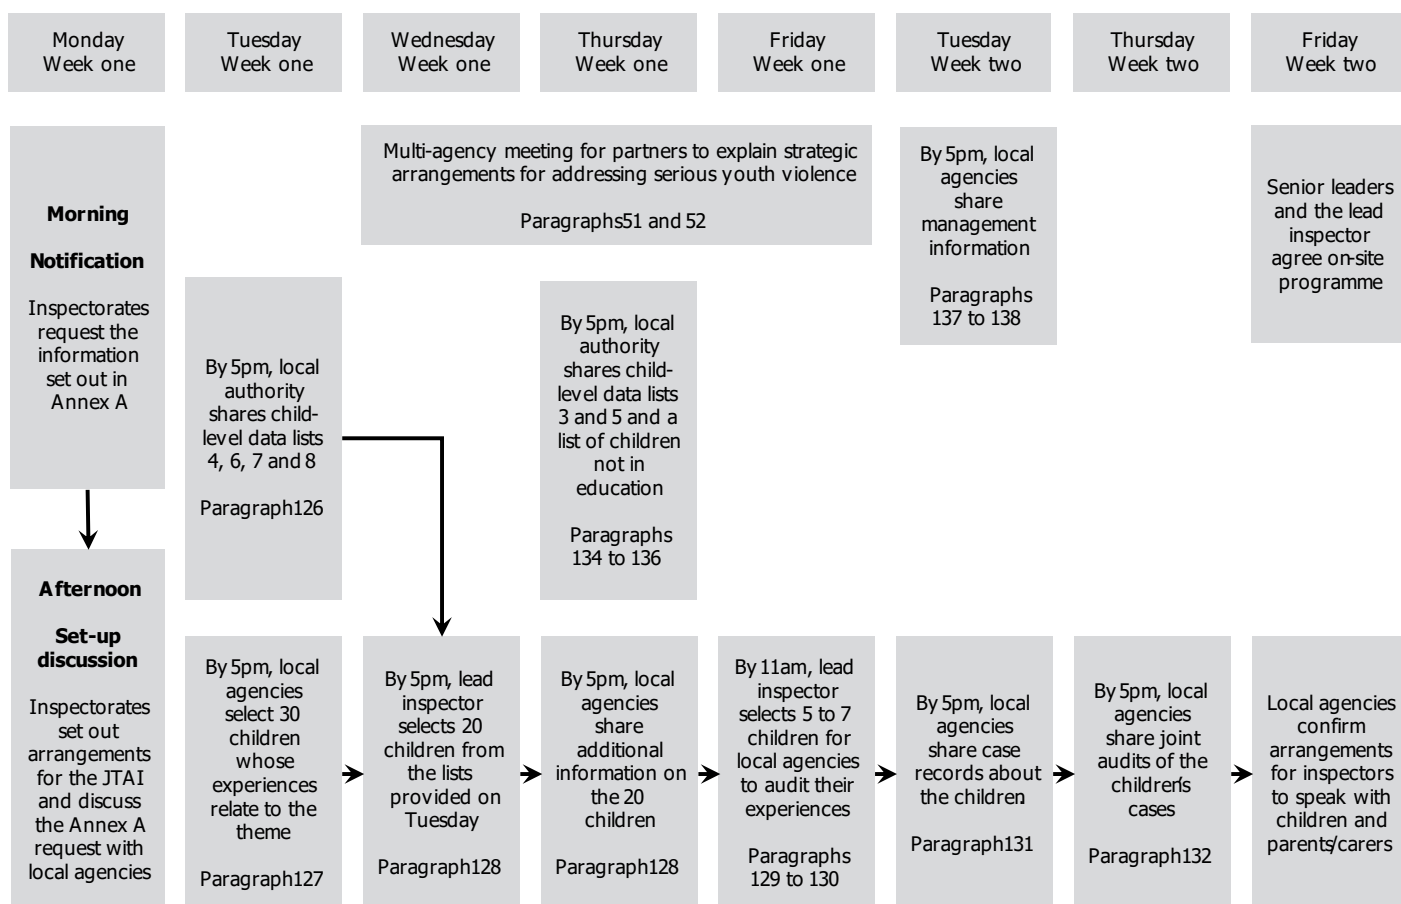 Monday
Week one
Tuesday
Week one
Wednesday
Week one
Thursday
Week one
Friday
Week one
Tuesday
Week two
Thursday
Week two
Friday
Week two
Morning
Notification
Inspectorates
request the
information
set out in
Annex A
Multi-agency meeting for partners to explain strategic
arrangements for addressing serious youth violence
Paragraphs51 and 52
By 5pm, local
agencies
share
management
information
Paragraphs
137 to 138
Senior leaders
and the lead
inspector
agree on-site
programme
By 5pm, local
authority
shares child-
level data lists
4, 6, 7 and 8
Paragraph126
By 5pm, local
authority
shares child-
level data lists
3 and 5 and a
list of children
not in
education
Paragraphs
134 to 136
Afternoon
Set-up
discussion
Inspectorates
set out
arrangements
for the JTAI
and discuss
the Annex A
request with
local agencies
By 5pm, local
agencies
select 30
children
whose
experiences
relate to the
theme
Paragraph127
By 5pm, lead
inspector
selects 20
children from
the lists
provided on
Tuesday
Paragraph128
By 5pm, local
agencies
share
additional
information on
the 20
children
Paragraph128
By 11am, lead
inspector
selects 5 to 7
children for
local agencies
to audit their
experiences
Paragraphs
129 to 130
By 5pm, local
agencies
share case
records about
the children.
Paragraph131
By 5pm, local
agencies
share joint
audits of the
children's
cases
Paragraph132
Local agencies
confirm
arrangements
for inspectors
to speak with
children and
parents/carers